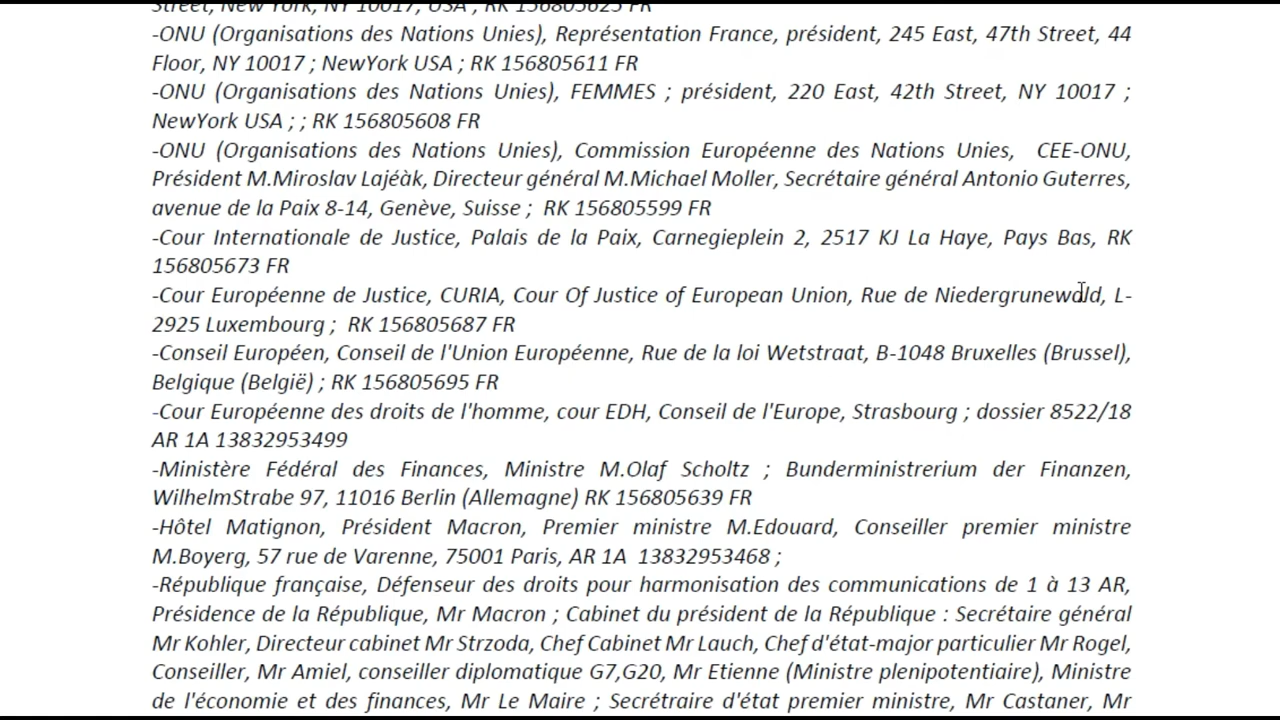 Street, New York, NY 10017, USA ; RK 156805625 FR
-ONU (Organisations des Nations Unies), Représentation France, président, 245 East, 47th Street, 44
Floor, NY 10017 ; NewYork USA ; RK 156805611 FR
-ONU (Organisations des Nations Unies), FEMMES ; président, 220 East, 42th Street, NY 10017 ;
NewYork USA ; ; RK 156805608 FR
-ONU (Organisations des Nations Unies), Commission Européenne des Nations Unies, CEE-ONU,
Président M.Miroslav Lajéàk, Directeur général M.Michael Moller, Secrétaire général Antonio Guterres,
avenue de la Paix 8-14, Genève, Suisse ; RK 156805599 FR
-Cour Internationale de Justice, Palais de la Paix, Carnegieplein 2, 2517 KJ La Haye, Pays Bas, RK
156805673 FR
-Cour Européenne de Justice, CURIA, Cour Of Justice of European Union, Rue de Niedergrunewald, L-
2925 Luxembourg ; RK 156805687 FR
-Conseil Européen, Conseil de l'Union Européenne, Rue de la loi Wetstraat, B-1048 Bruxelles (Brussel),
Belgique (België) ; RK 156805695 FR
-Cour Européenne des droits de l'homme, cour EDH, Conseil de l'Europe, Strasbourg ; dossier 8522/18
AR 1A 13832953499
-Ministère Fédéral des Finances, Ministre M.Olaf Scholtz ; Bunderministrerium der Finanzen,
WilhelmStrabe 97, 11016 Berlin (Allemagne) RK 156805639 FR
-Hôtel Matignon, Président Macron, Premier ministre M.Edouard, Conseiller premier ministre
M.Boyerg, 57 rue de Varenne, 75001 Paris, AR 1A 13832953468 ;
-République française, Défenseur des droits pour harmonisation des communications de 1 à 13 AR,
Présidence de la République, Mr Macron ; Cabinet du président de la République : Secrétaire général
Mr Kohler, Directeur cabinet Mr Strzoda, Chef Cabinet Mr Lauch, Chef d'état-major particulier Mr Rogel,
Conseiller, Mr Amiel, conseiller diplomatique G7,G20, Mr Etienne (Ministre plenipotentiaire), Ministre
de l'économie et des finances, Mr Le Maire ; Secrétraire d'état premier ministre, Mr Castaner, Mr